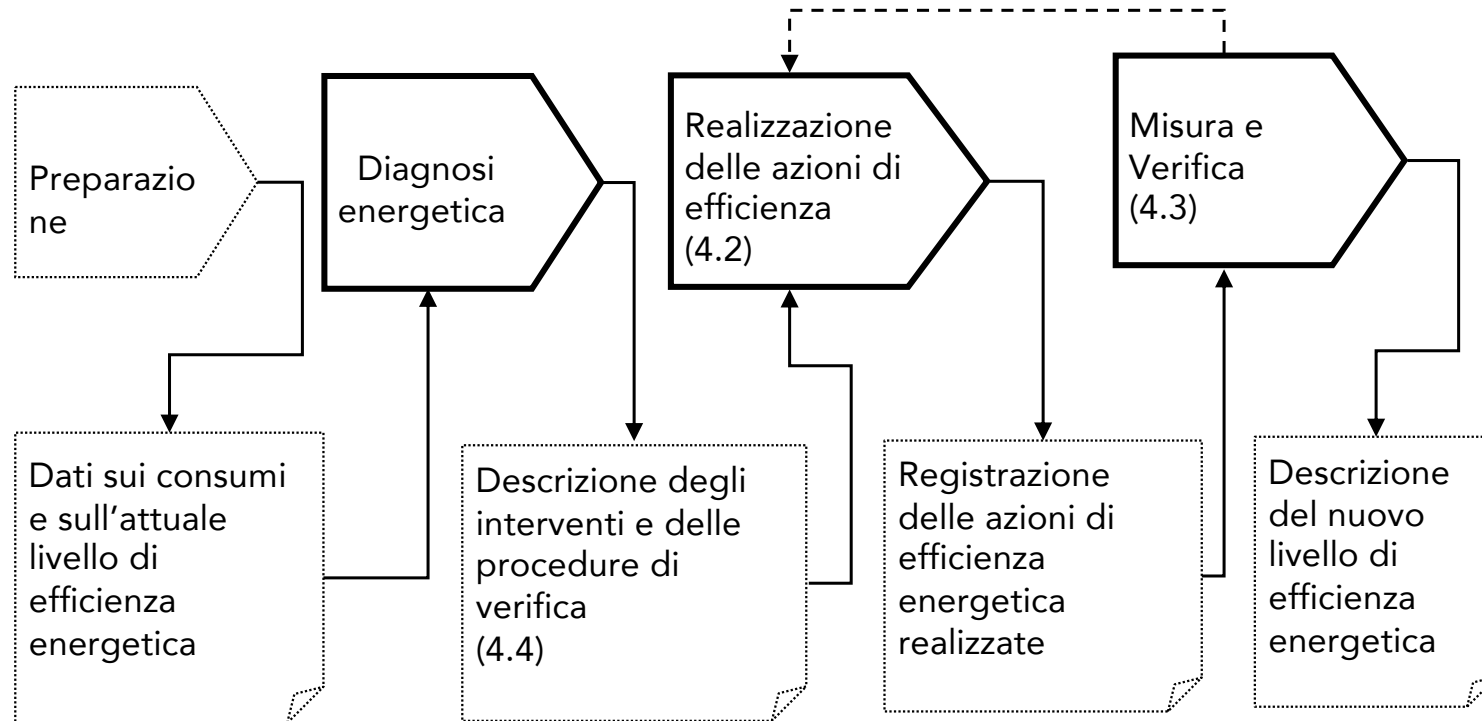 Preparazio
ne
Diagnosi
energetica
Realizzazione
delle azioni di
efficienza
(4.2)
Misura e
Verifica
(4.3)
Dati sui consumi
e sull'attuale
livello di
efficienza
energetica
Descrizione degli
interventi e delle
procedure di
verifica
(4.4)
Registrazione
delle azioni di
efficienza
energetica
realizzate
Descrizione
del nuovo
livello di
efficienza
energetica